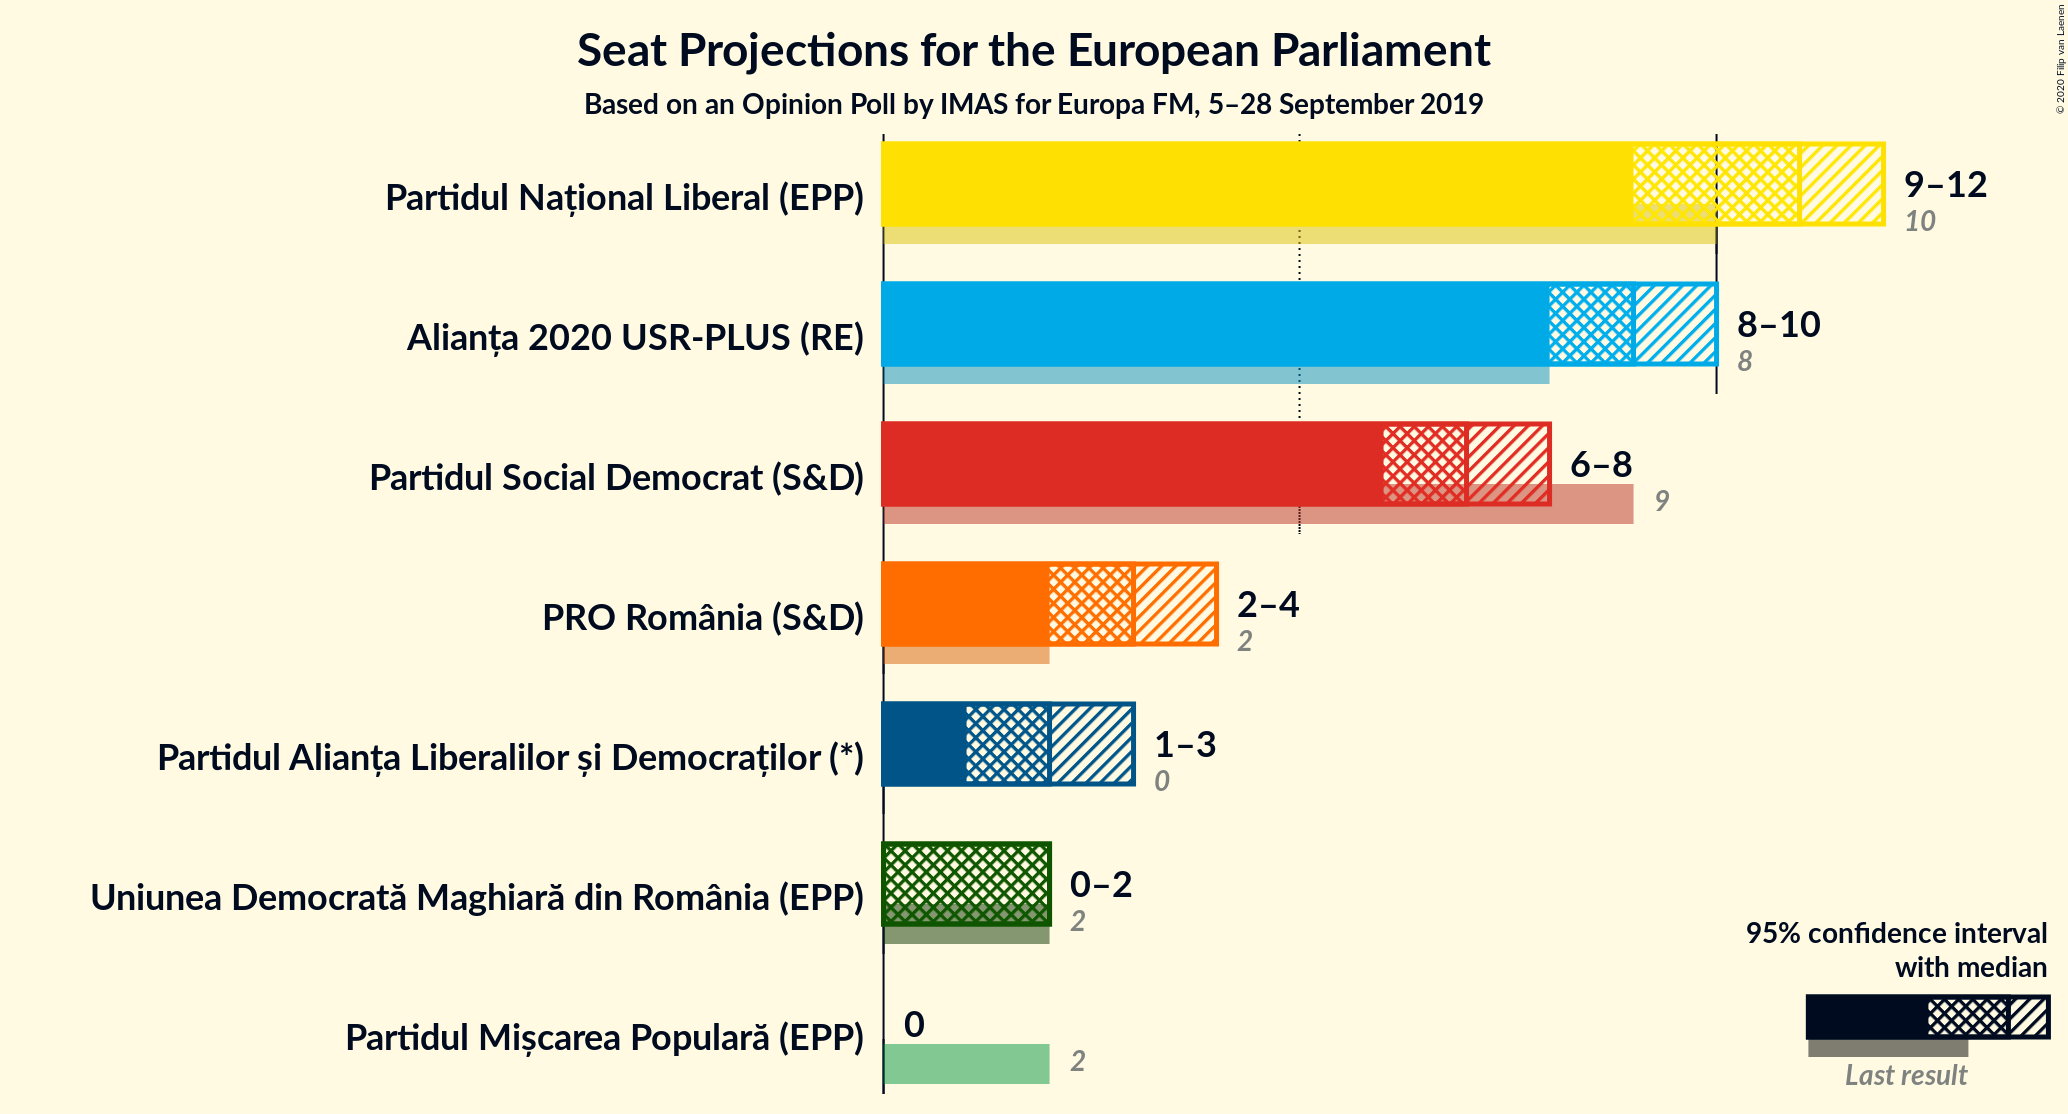 Seat Projections for the European Parliament
Based on an Opinion Poll by IMAS for Europa FM, 5–28 September 2019
© 2020 Filip van Laenen
Partidul Național Liberal (EPP)
9–12
10
Alianța 2020 USR-PLUS (RE)
8–10
8
Partidul Social Democrat (S&D)
6–8
9
PRO România (S&D)
2–4
2
Partidul Alianța Liberalilor și Democraților (*)
1–3
0
Uniunea Democrată Maghiară din România (EPP)
0–2
2
Partidul Mișcarea Populară (EPP)
0
2
95% confidence interval
with median
Last result